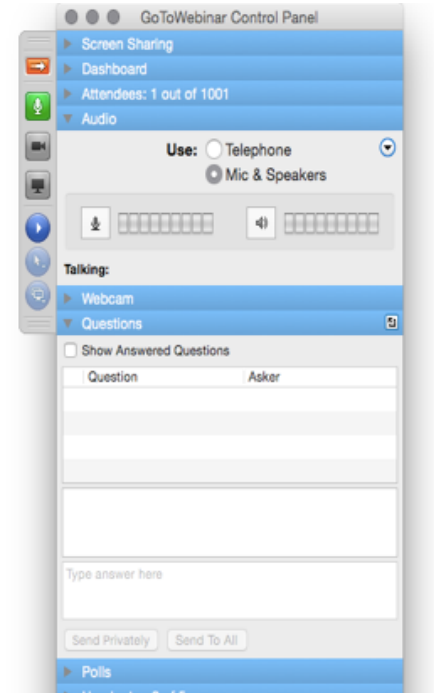 GoToWebinar Control Panel
Screen Sharing
Dashboard
Attendees: 1 out of 1001
Audio
Use: Telephone
Mic & Speakers
Talking:
Webcam
Questions
Show Answered Questions
Question Asker
Type answer here
Send Privately Send To All
Polls